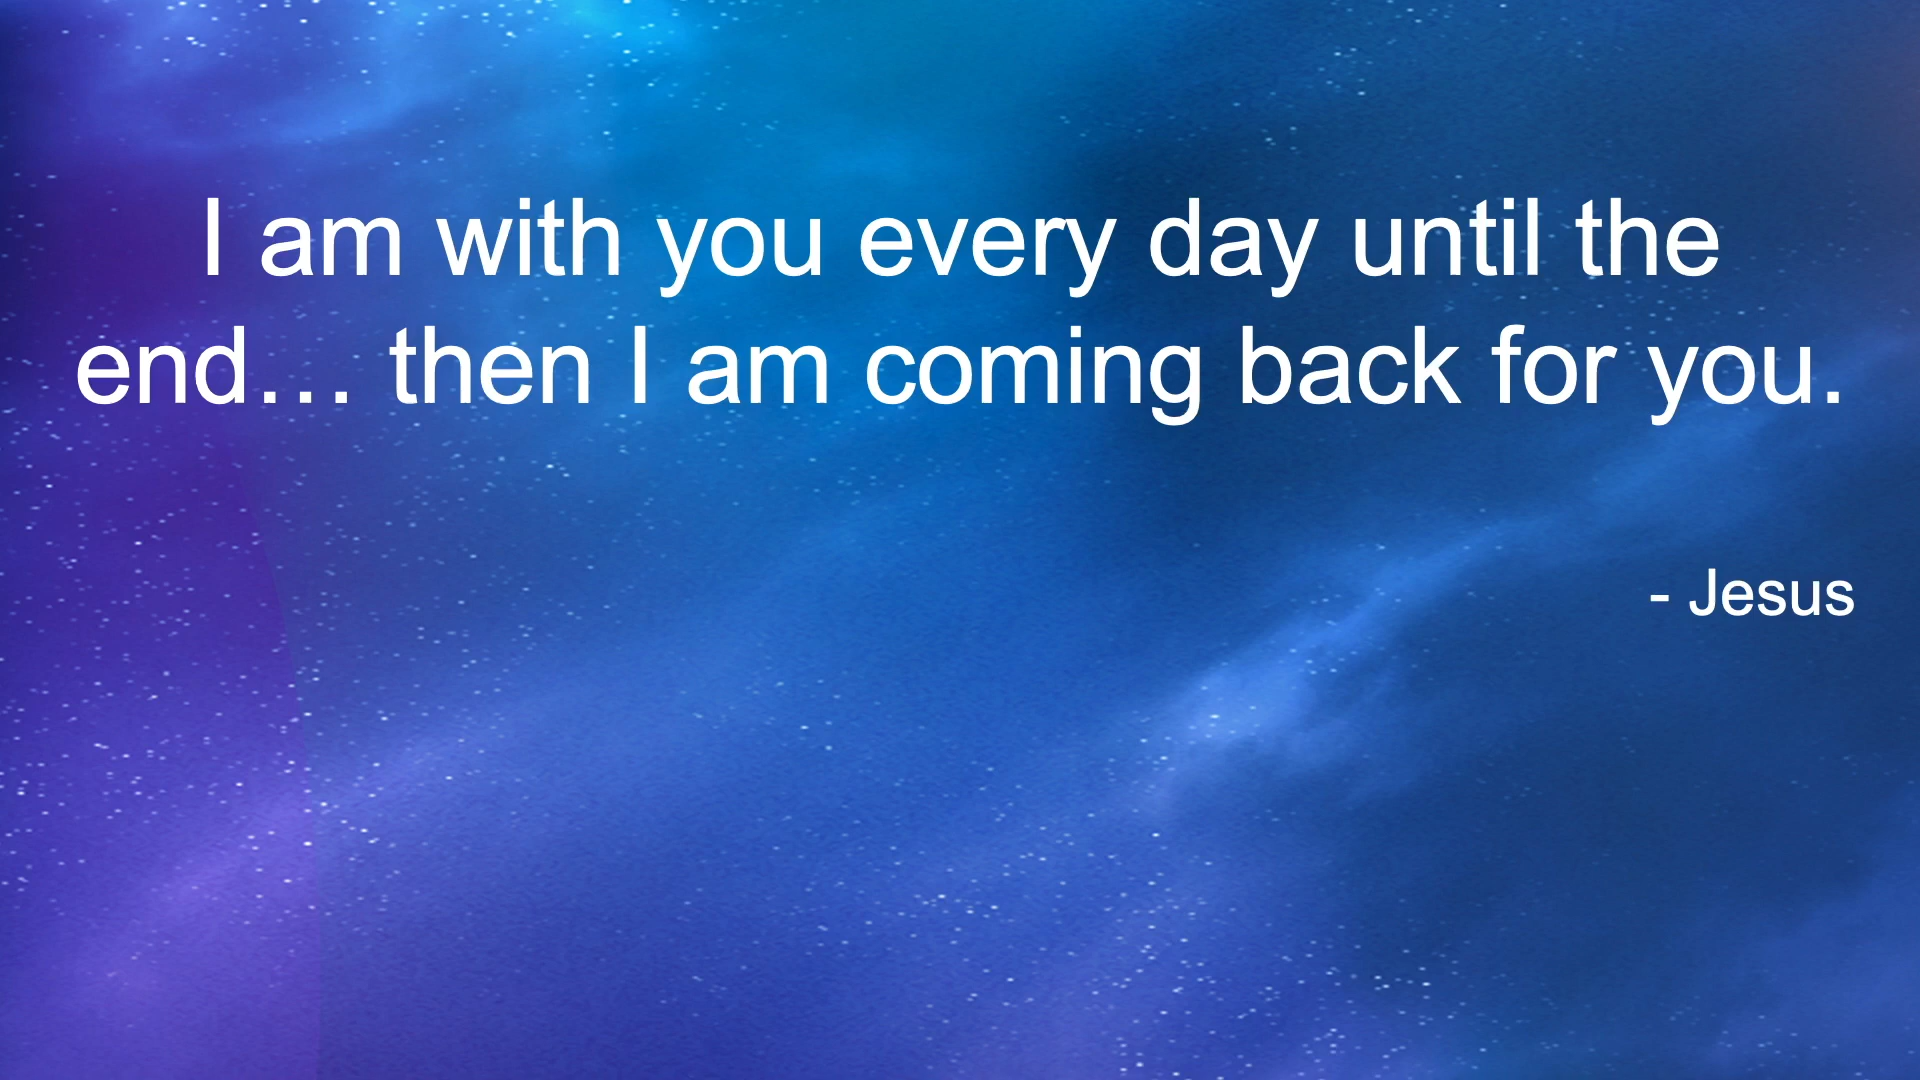 I am with you every day until the
end… then I am coming back for you.
- Jesus